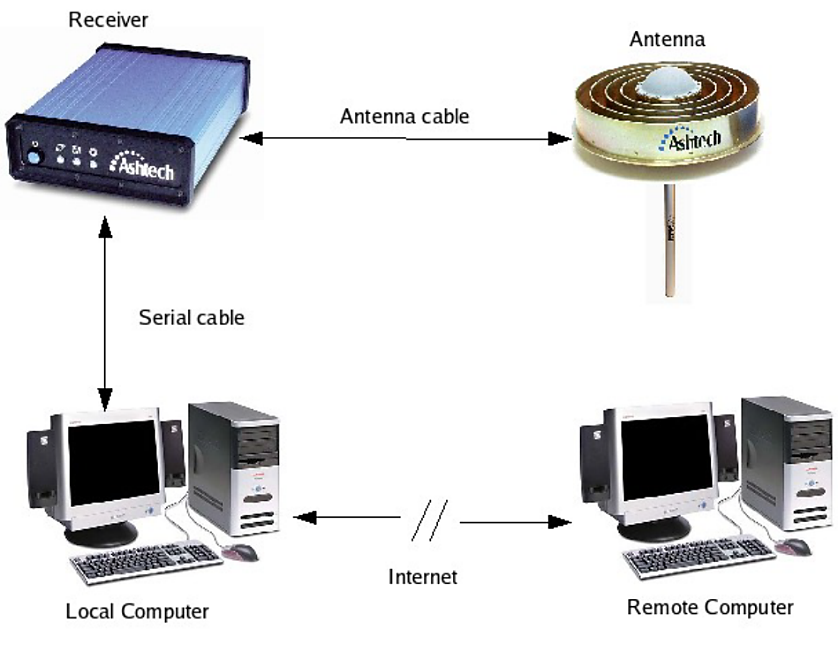 Receiver
Antenna
Antenna cable
Ashtech
Ashtech
Serial cable
Internet
Local Computer
Remote Computer